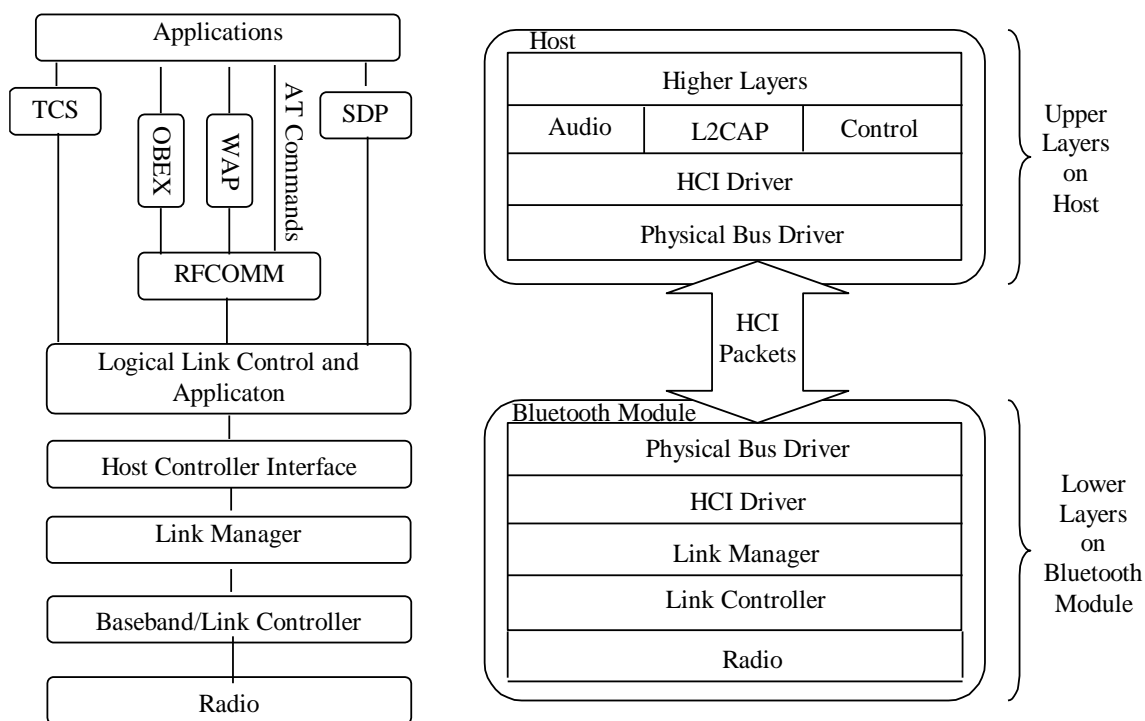 Applications
TCS
OBEX
WAP
AT Commands
SDP
RFCOMM
Logical Link Control and
Applicaton
Host Controller Interface
Link Manager
Baseband/Link Controller
Radio
Host
Higher Layers
Audio
L2CAP
Control
HCI Driver
Physical Bus Driver
HCI
Packets
Bluetooth Module
Physical Bus Driver
HCI Driver
Link Manager
Link Controller
Radio
Upper
Layers
on
Host
Lower
Layers
on
Bluetooth
Module